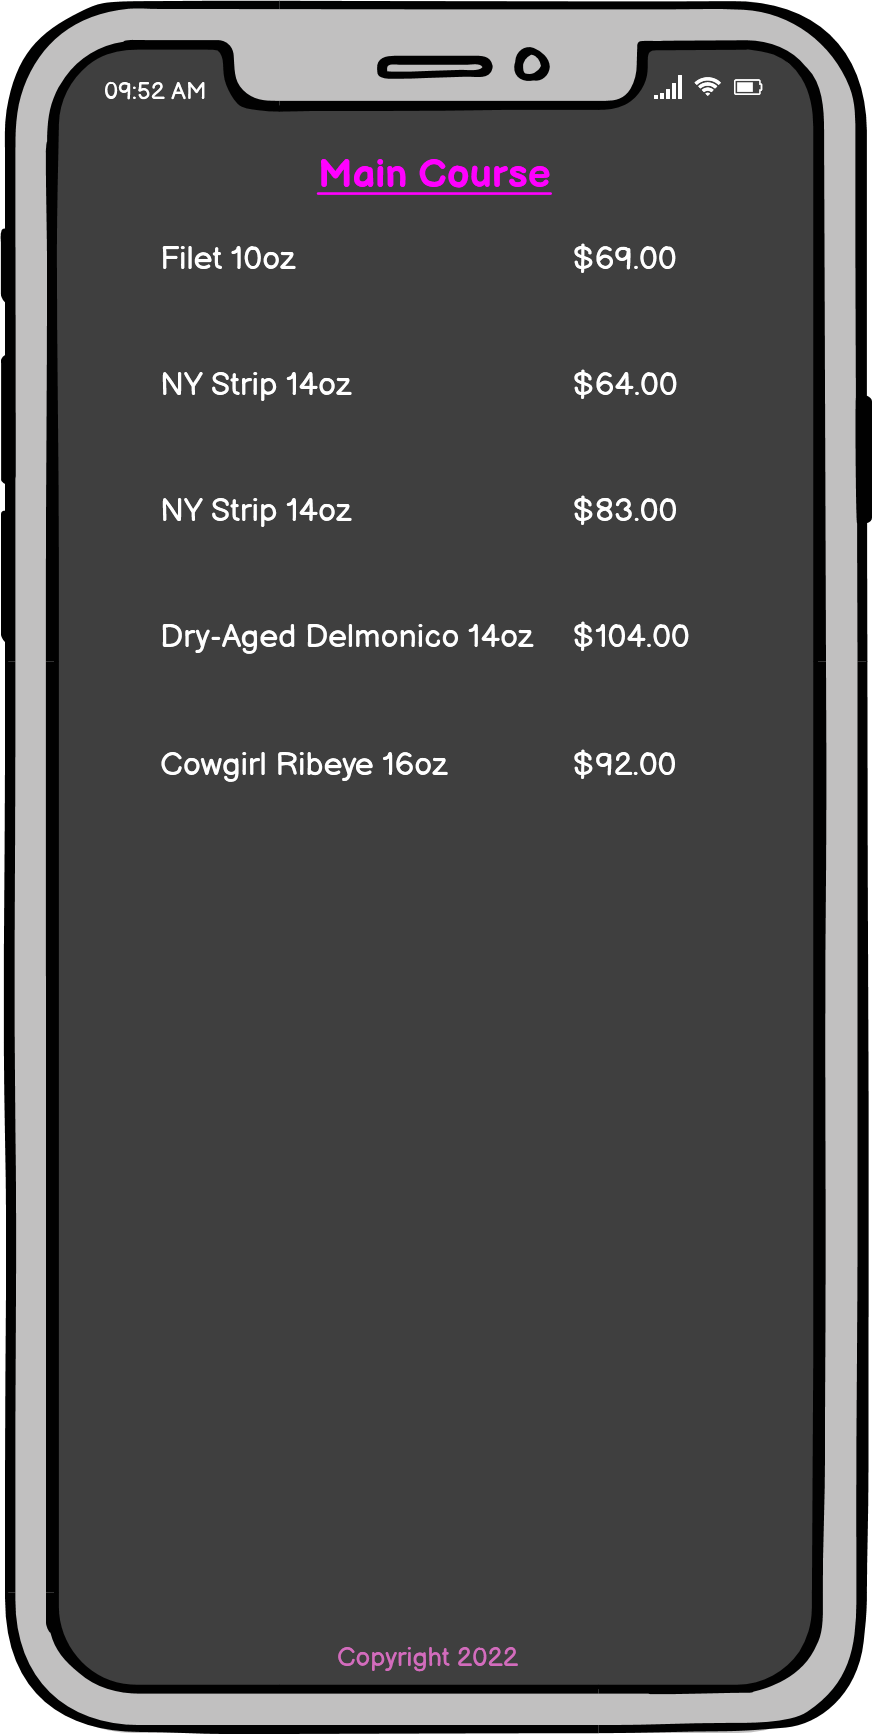 09:52 AM
Main Course
Filet 10oz $69.00
NY Strip 14oz $64.00
NY Strip 14oz $83.00
Dry-Aged Delmonico 14oz $104.00
Cowgirl Ribeye 16oz $92.00
Copyright 2022